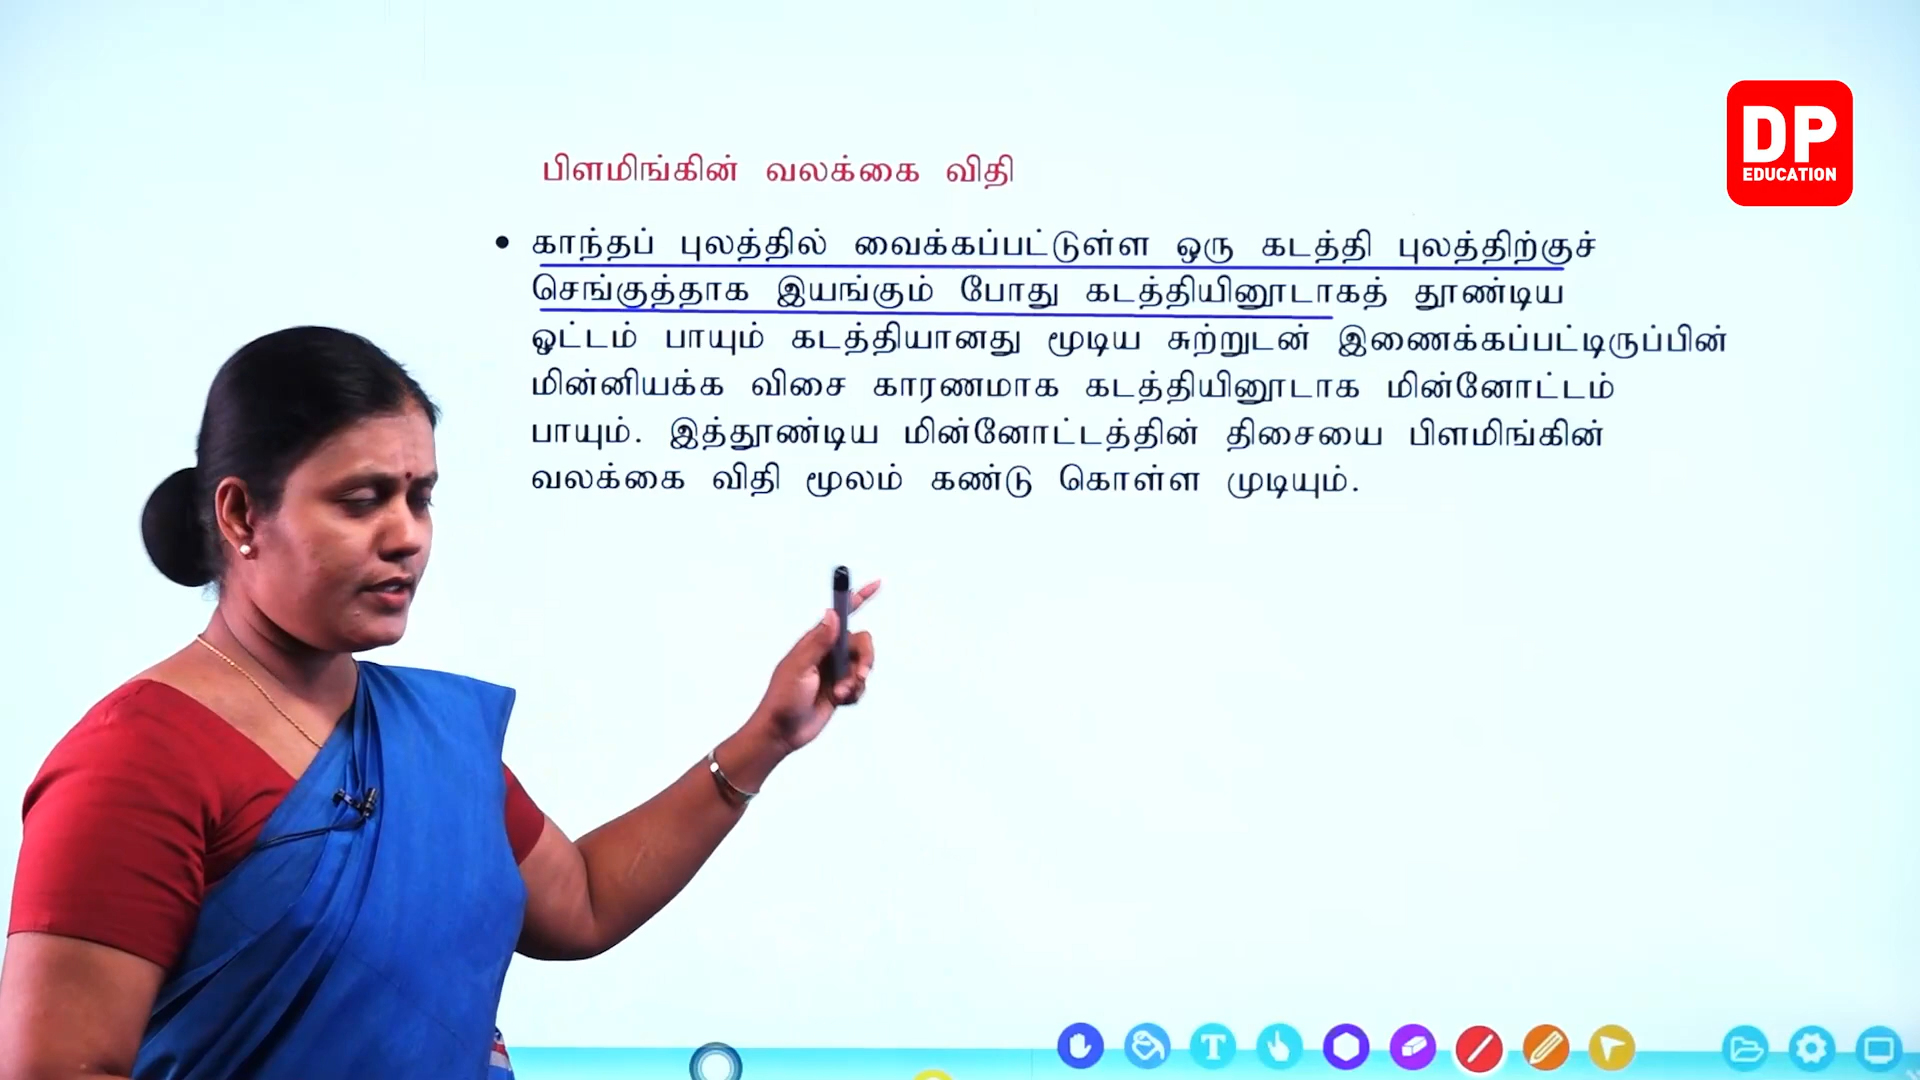 DP
EDUCATION
பிளமிங்கின் வலக்கை விதி
• காந்தப் புலத்தில் வைக்கப்பட்டுள்ள ஒரு கடத்தி புலத்திற்குச்
செங்குத்தாக இயங்கும் போது கடத்தியினூடாகத் தூண்டிய
ஒட்டம் பாயும் கடத்தியானது மூடிய சுற்றுடன் இணைக்கப்பட்டிருப்பின்
மின்னியக்க விசை காரணமாக கடத்தியினூடாக மின்னோட்டம்
பாயும். இத்தூண்டிய மின்னோட்டத்தின் திசையை பிளமிங்கின்
வலக்கை விதி மூலம் கண்டு கொள்ள முடியும்.
T